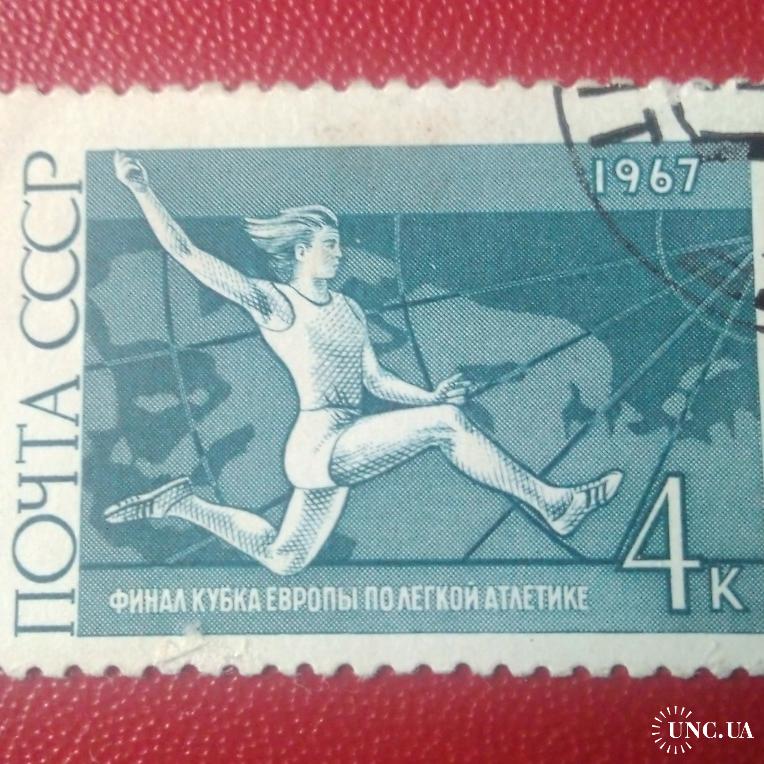 ПОЧТА СССР
1967
ФИНАЛ КУБКА ЕВРОПЫ ПО ЛЕГКОЙ АТЛЕТИКЕ
4к
UNC.UA